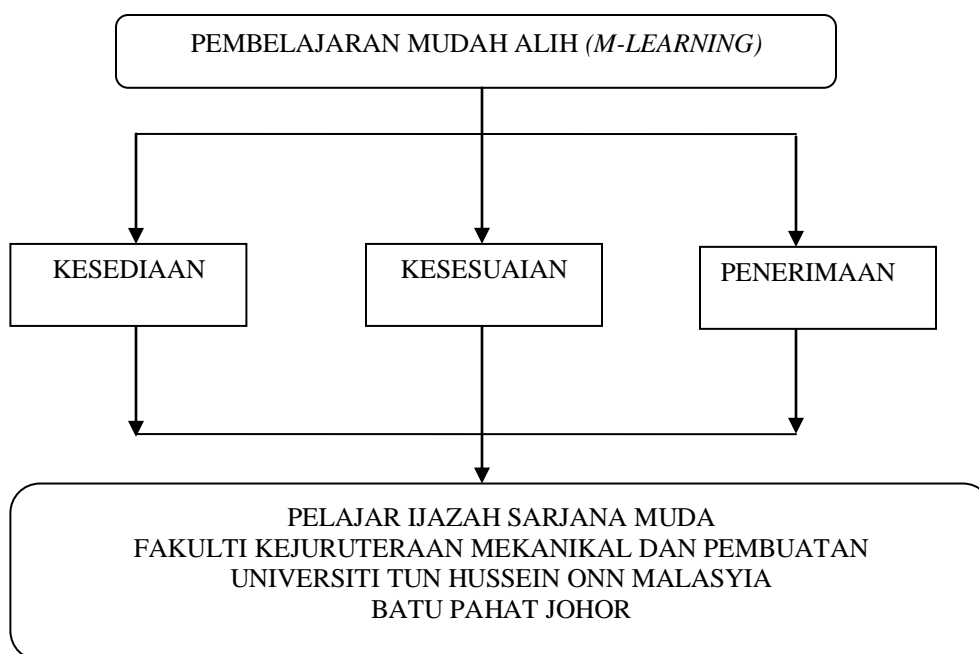 PEMBELAJARAN MUDAH ALIH (M-LEARNING)
KESEDIAAN
KESESUAIAN
PENERIMAAN
PELAJAR IJAZAH SARJANA MUDA
FAKULTI KEJURUTERAAN MEKANIKAL DAN PEMBUATAN
UNIVERSITI TUN HUSSEIN ONN MALASYIA
BATU PAHAT JOHOR